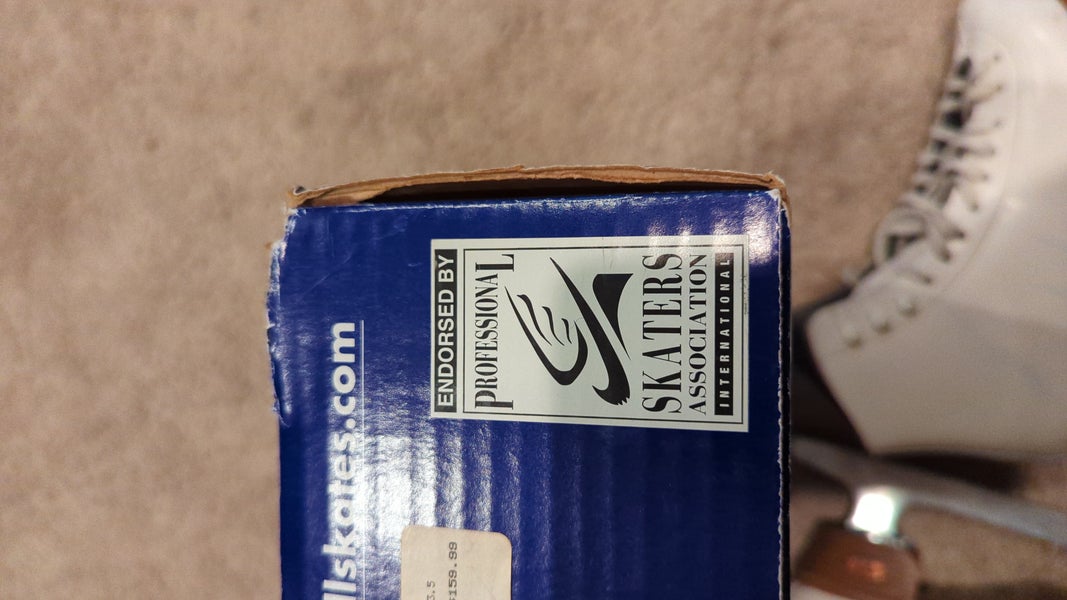 ENDORSED BY
PROFESSIONAL
SKATERS
ASSOCIATION
INTERNATIONAL
llskates.com
3.5
$159.99